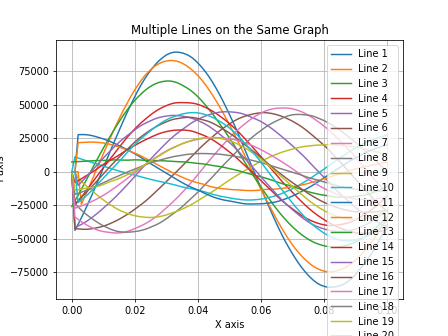 Multiple Lines on the Same Graph
75000
50000
25000
0
−25000
−50000
−75000
0.00
0.02
0.04
0.06
X axis
axis
Line 1
Line 2
Line 3
Line 4
Line 5
Line 6
Line 7
Line 8
Line 9
Line 10
Line 11
Line 12
Line 13
Line 14
Line 15
Line 16
Line 17
Line 18
Line 19
Line 20